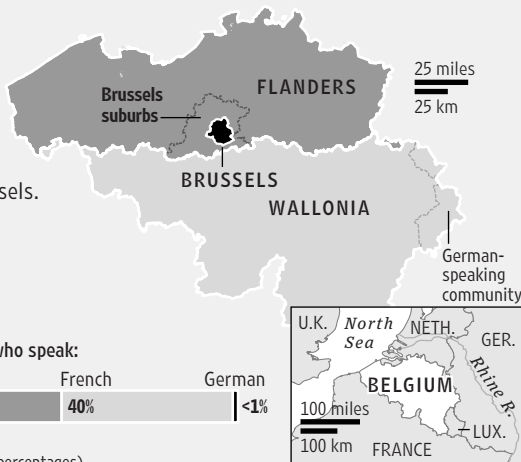 FLANDERS
25 miles
25 km
Brussels
suburbs
BRUSSELS
WALLONIA
German-
speaking
community
who speak:
French
German
40%
<1%
U.K.
North
Sea
NETH.
GER.
Rhine R.
BELGIUM
100 miles
100 km
LUX.
FRANCE